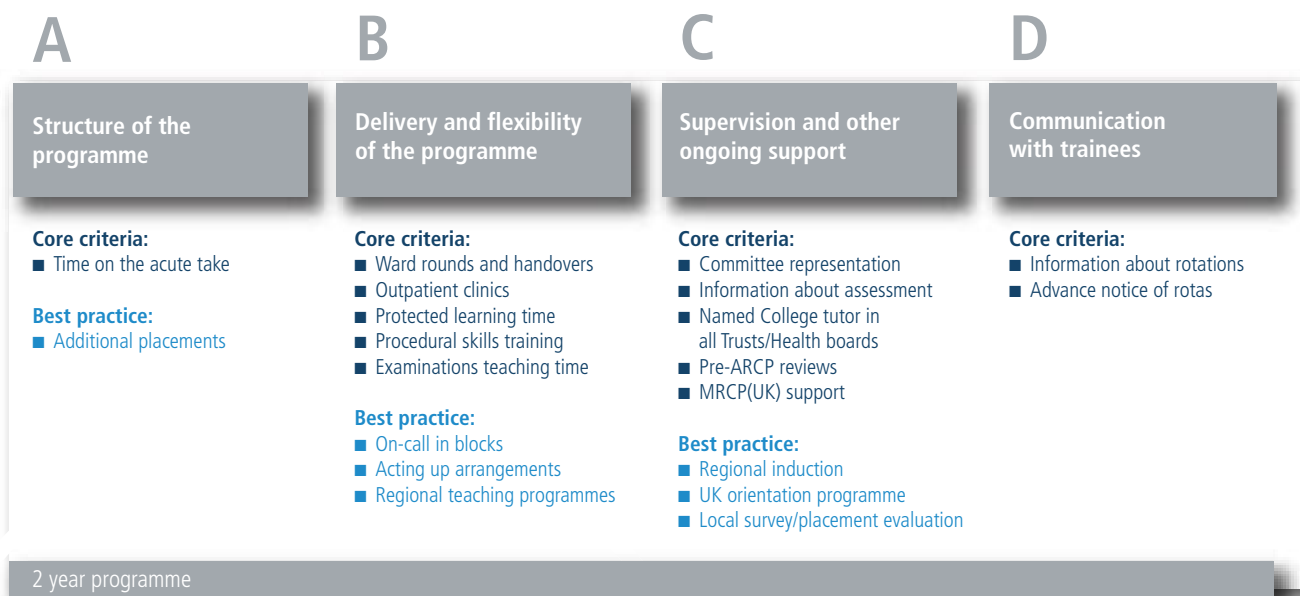 A
Structure of the
programme
Core criteria:
■ Time on the acute take
Best practice:
■ Additional placements
B
Delivery and flexibility
of the programme
Core criteria:
■ Ward rounds and handovers
■ Outpatient clinics
■ Protected learning time
■ Procedural skills training
■ Examinations teaching time
Best practice:
■ On-call in blocks
■ Acting up arrangements
■ Regional teaching programmes
C
Supervision and other
ongoing support
Core criteria:
■ Committee representation
■ Information about assessment
■ Named College tutor in
all Trusts/Health boards
■ Pre-ARCP reviews
■ MRCP(UK) support
Best practice:
■ Regional induction
■ UK orientation programme
■ Local survey/placement evaluation
D
Communication
with trainees
Core criteria:
■ Information about rotations
■ Advance notice of rotas
2 year programme